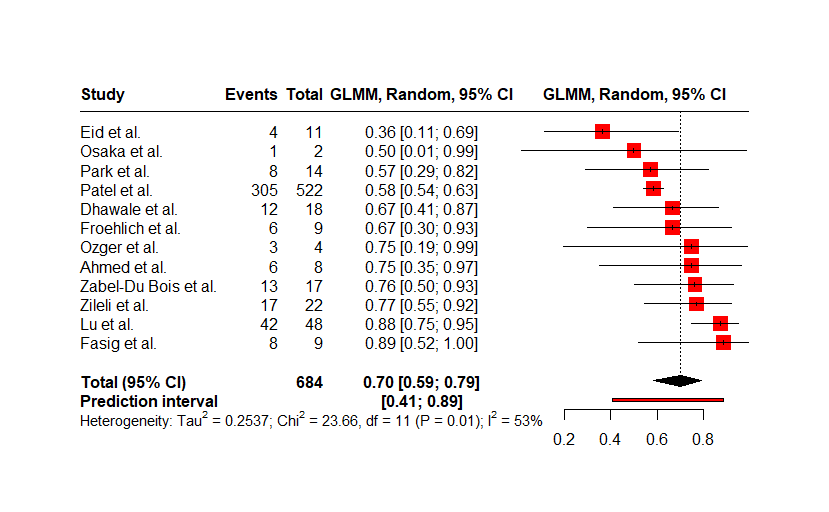 Study Events Total GLMM, Random, 95% CI GLMM, Random, 95% CI
Eid et al. 4 11 0.36 [0.11; 0.69]
Osaka et al. 1 2 0.50 [0.01; 0.99]
Park et al. 8 14 0.57 [0.29; 0.82]
Patel et al. 305 522 0.58 [0.54; 0.63]
Dhawale et al. 12 18 0.67 [0.41; 0.87]
Froehlich et al. 6 9 0.67 [0.30; 0.93]
Ozger et al. 3 4 0.75 [0.19; 0.99]
Ahmed et al. 6 8 0.75 [0.35; 0.97]
Zabel-Du Bois et al. 13 17 0.76 [0.50; 0.93]
Zileli et al. 17 22 0.77 [0.55; 0.92]
Lu et al. 42 48 0.88 [0.75; 0.95]
Fasig et al. 8 9 0.89 [0.52; 1.00]
Total (95% CI) 684 0.70 [0.59; 0.79]
Prediction interval [0.41; 0.89]
Heterogeneity: Tau² = 0.2537; Chi² = 23.66, df = 11 (P = 0.01); I² = 53%
0.2 0.4 0.6 0.8